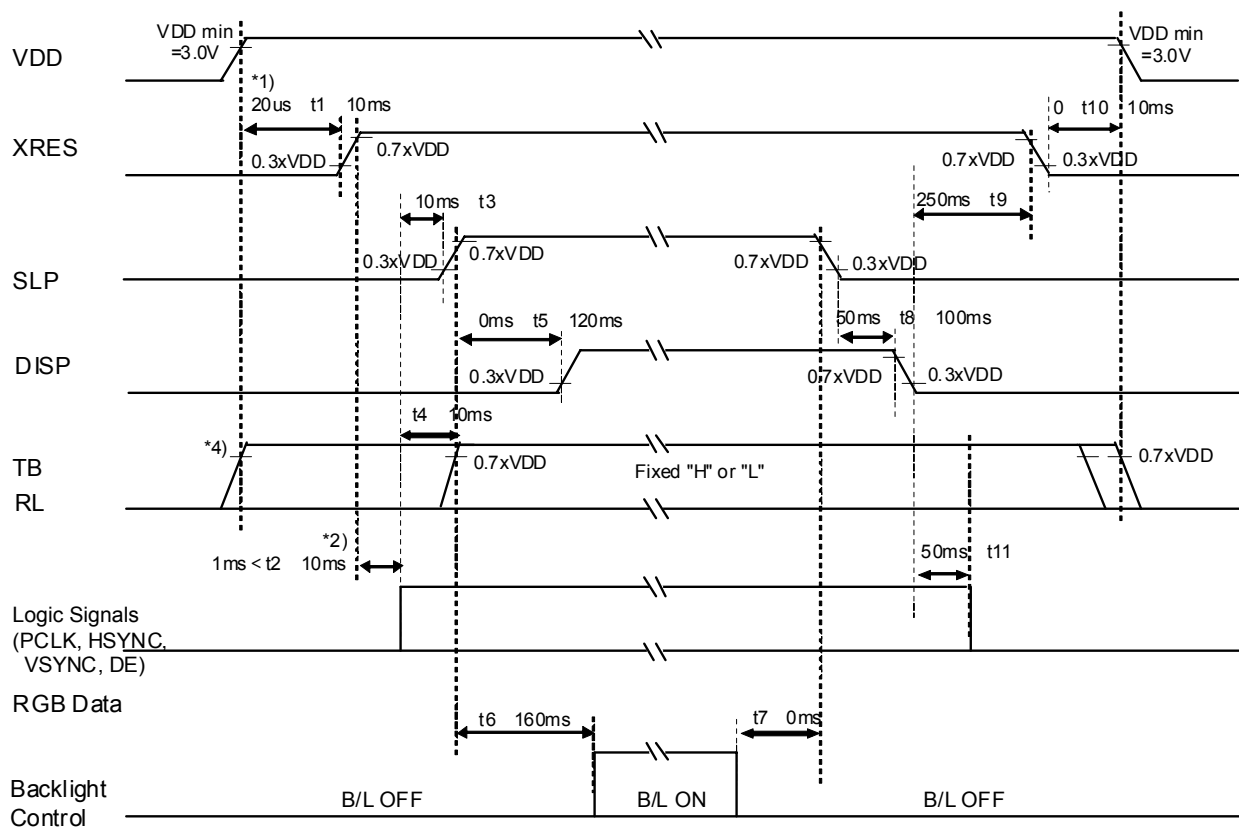 VDD min
=3.0V
VDD min
=3.0V
VDD
*1)
20us t1 10ms
0 t10 10ms
XRES
0.7xVDD
0.7xVDD
0.3xVDD
0.3xVDD
10ms t3
250ms t9
0.3xVDD
0.7xVDD
0.7xVDD
0.3xVDD
SLP
0ms t5 120ms
50ms t8 100ms
DISP
0.3xVDD
0.7xVDD
0.3xVDD
t4 10ms
*4)
0.7xVDD
0.7xVDD
TB
Fixed "H" or "L"
RL
*2)
1ms < t2 10ms
50ms t11
Logic Signals
(PCLK, HSYNC,
VSYNC, DE)
RGB Data
t6 160ms
t7 0ms
Backlight
Control
B/L OFF
B/L ON
B/L OFF